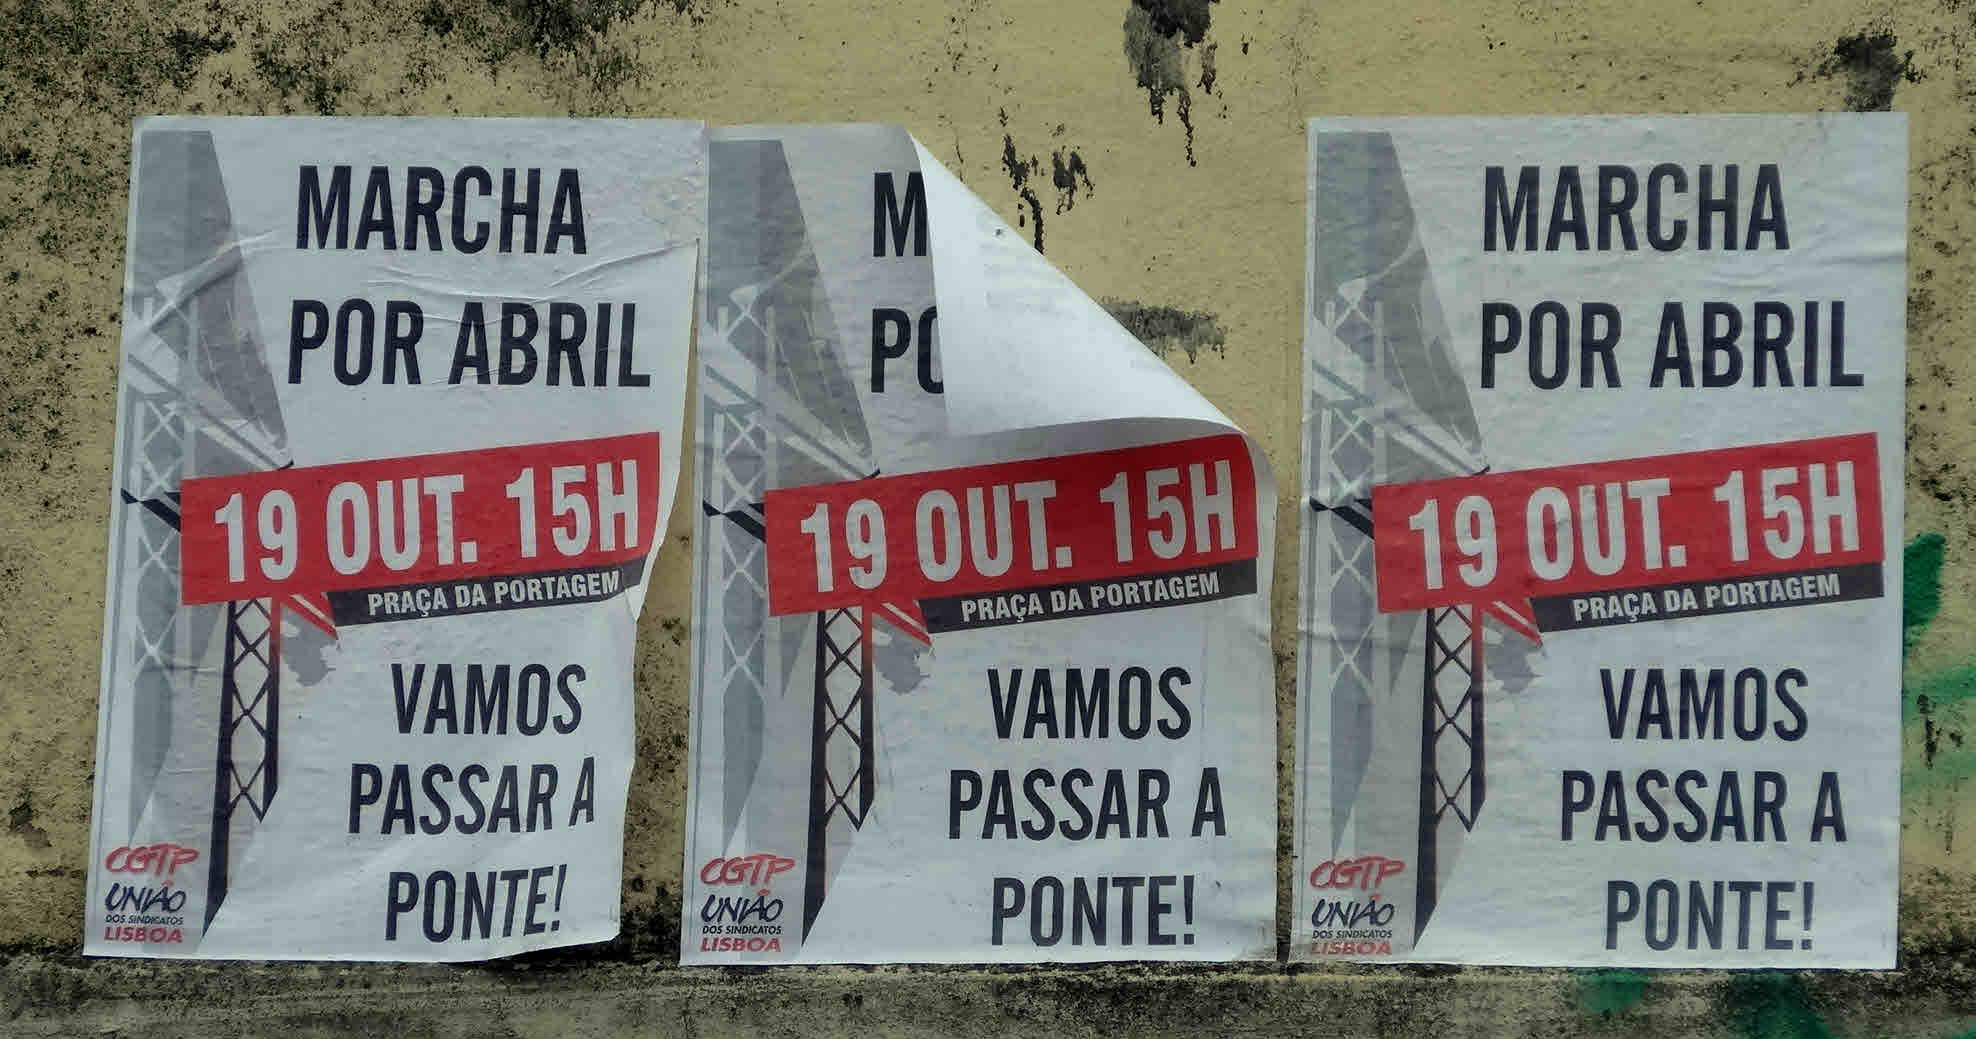 MARCHA
POR ABRIL
19 OUT. 15H
PRAÇA DA PORTAGEM
VAMOS
PASSAR A
PONTE!
CGTP
UNIÃO
DOS SINDICATOS
LISBOA
M
PO
19 OUT. 15H
PRAÇA DA PORTAGEM
VAMOS
PASSAR A
PONTE!
CGTP
UNIÃO
DOS SINDICATOS
LISBOA
MARCHA
POR ABRIL
19 OUT. 15H
PRAÇA DA PORTAGEM
VAMOS
PASSAR A
PONTE!
CGTP
UNIÃO
DOS SINDICATOS
LISBOA